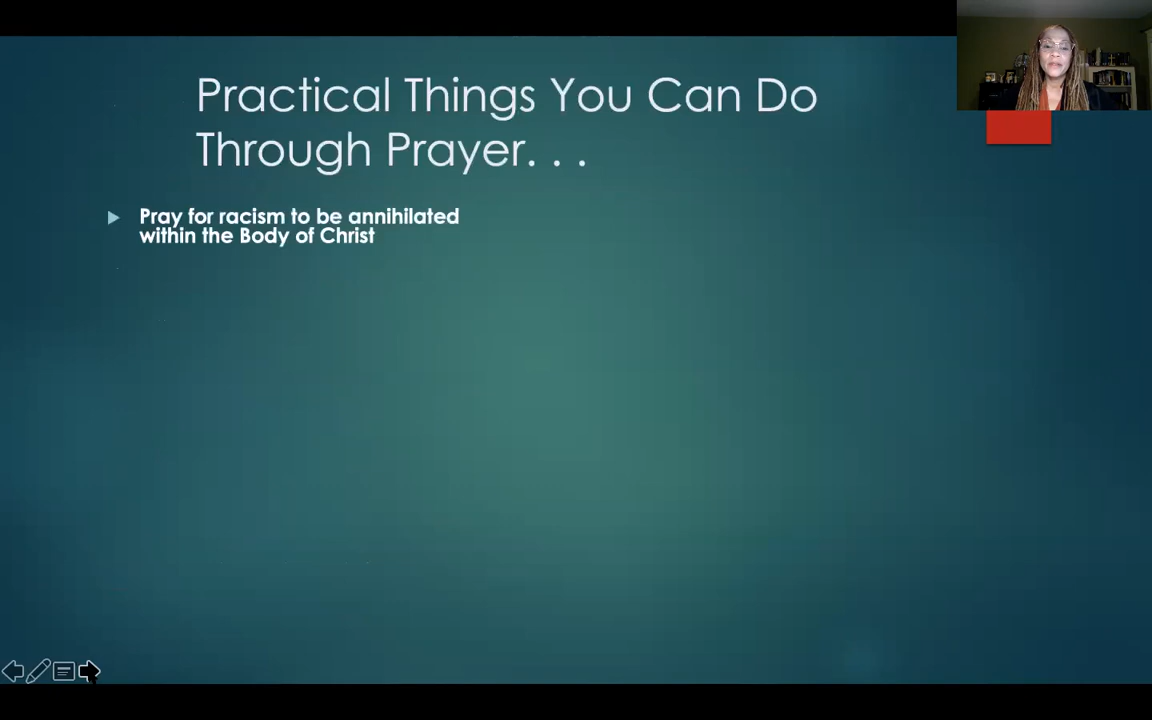 Practical Things You Can Do
Through Prayer. . .
Pray for racism to be annihilated
within the Body of Christ